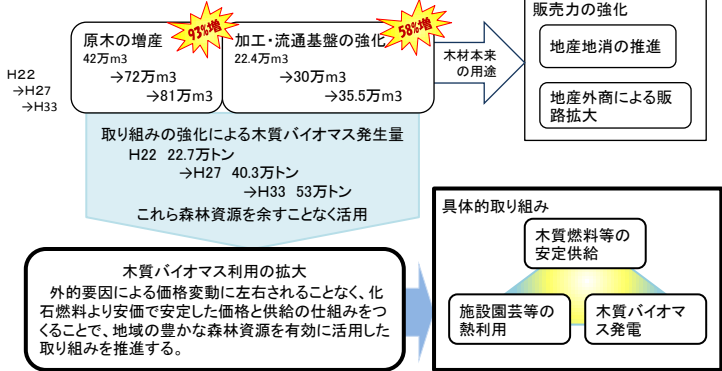 H22
→H27
→H33
原木の増産
93%増
42万m3
→72万m3
→81万m3
加工・流通基盤の強化
58%増
22.4万m3
→30万m3
→35.5万m3
木材本来
の用途
販売力の強化
地産地消の推進
地産外商による販
路拡大
取り組みの強化による木質バイオマス発生量
H22 22.7万トン
→H27 40.3万トン
→H33 53万トン
これら森林資源を余すことなく活用
木質バイオマス利用の拡大
外的要因による価格変動に左右されることなく、化
石燃料より安価で安定した価格と供給の仕組みをつ
くることで、地域の豊かな森林資源を有効に活用した
取り組みを推進する。
具体的取り組み
木質燃料等の
安定供給
施設園芸等の
熱利用
木質バイオマ
ス発電